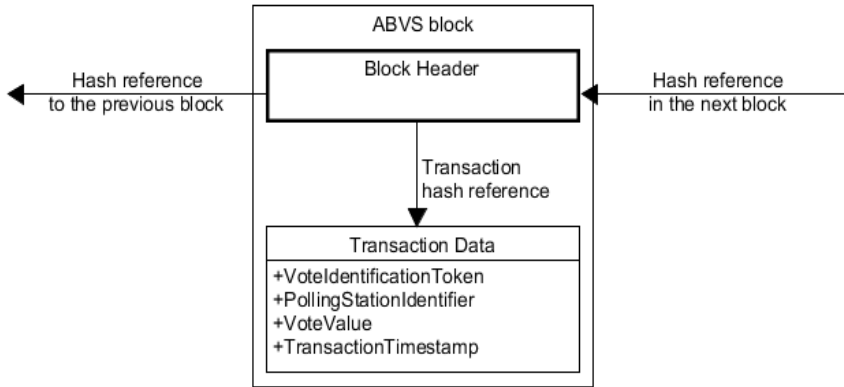 ABVS block
Block Header
Hash reference
to the previous block
Hash reference
in the next block
Transaction
hash reference
Transaction Data
+VoteIdentificationToken
+PollingStationIdentifier
+VoteValue
+TransactionTimestamp